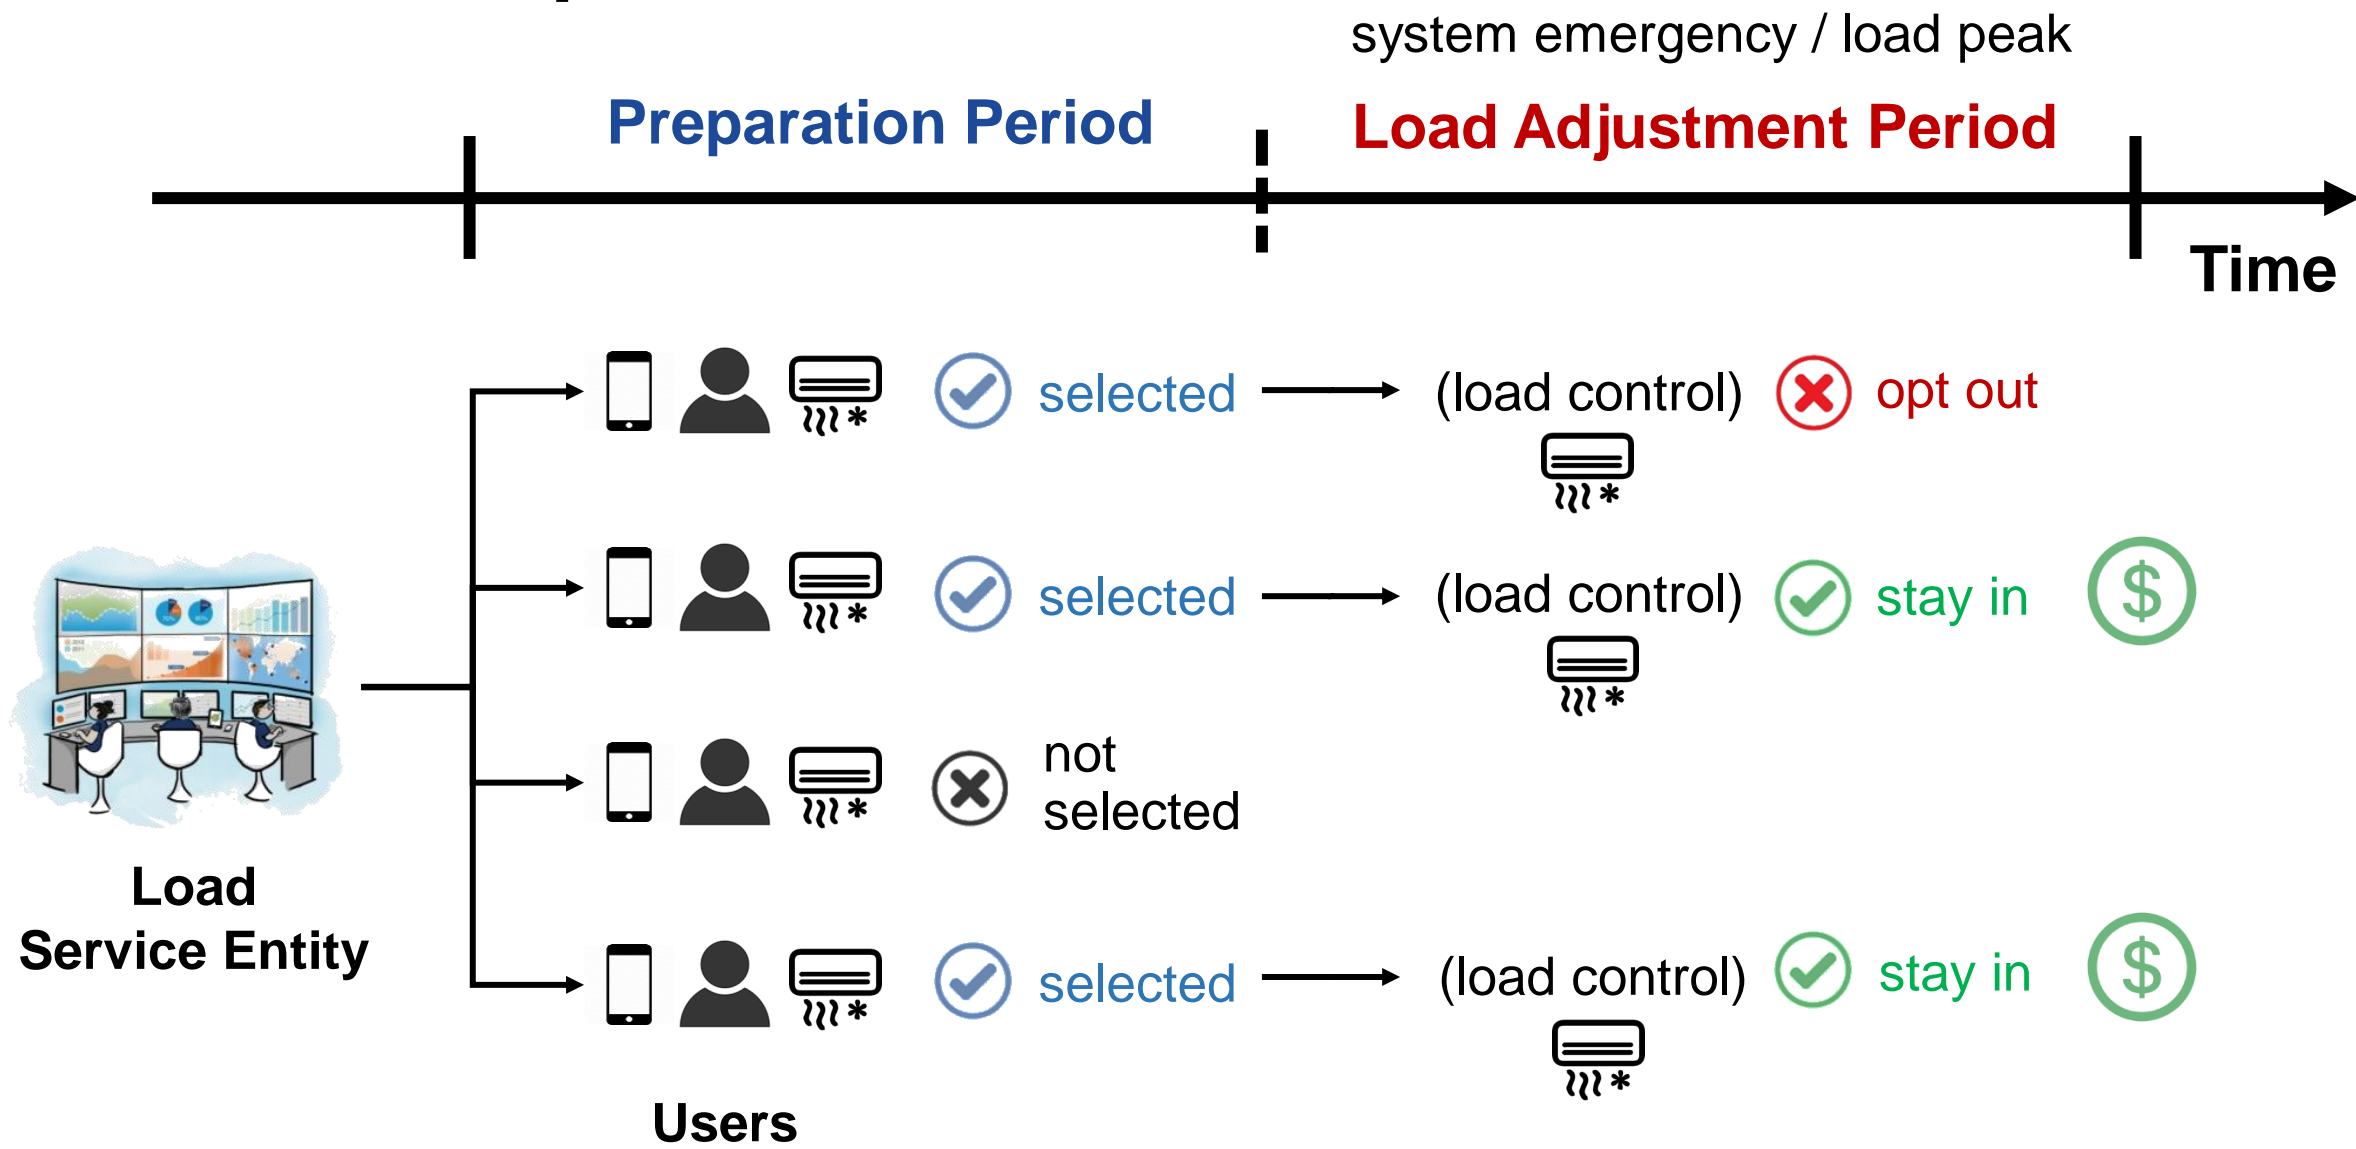 system emergency / load peak
Preparation Period
Load Adjustment Period
Time
selected
(load control)
opt out
selected
(load control)
stay in
$
not
selected
selected
(load control)
stay in
$
Load
Service Entity
Users